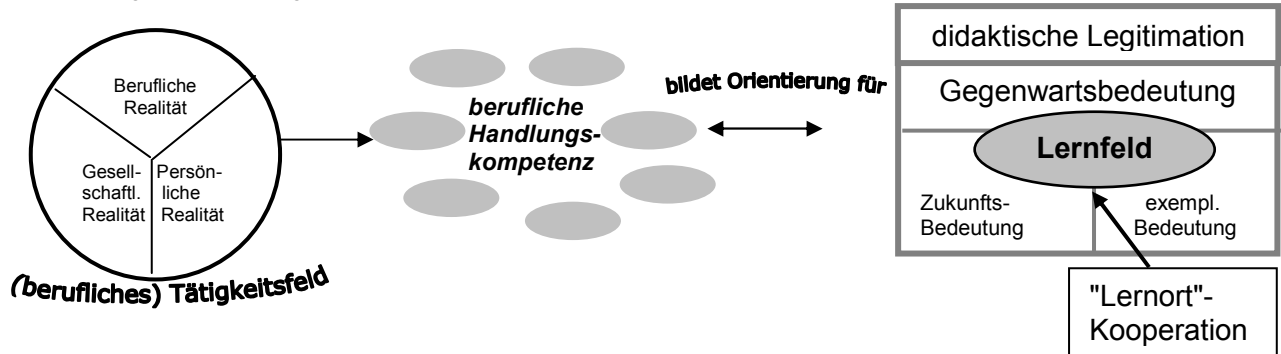 Berufliche
Realität
Gesell-
schaftl.
Realität
Persön-
liche
Realität
(berufliches) Tätigkeitsfeld
berufliche
Handlungs-
kompetenz
bildet Orientierung für
didaktische Legitimation
Gegenwartsbedeutung
Lernfeld
Zukunfts-
Bedeutung
exempl.
Bedeutung
"Lernort"-
Kooperation